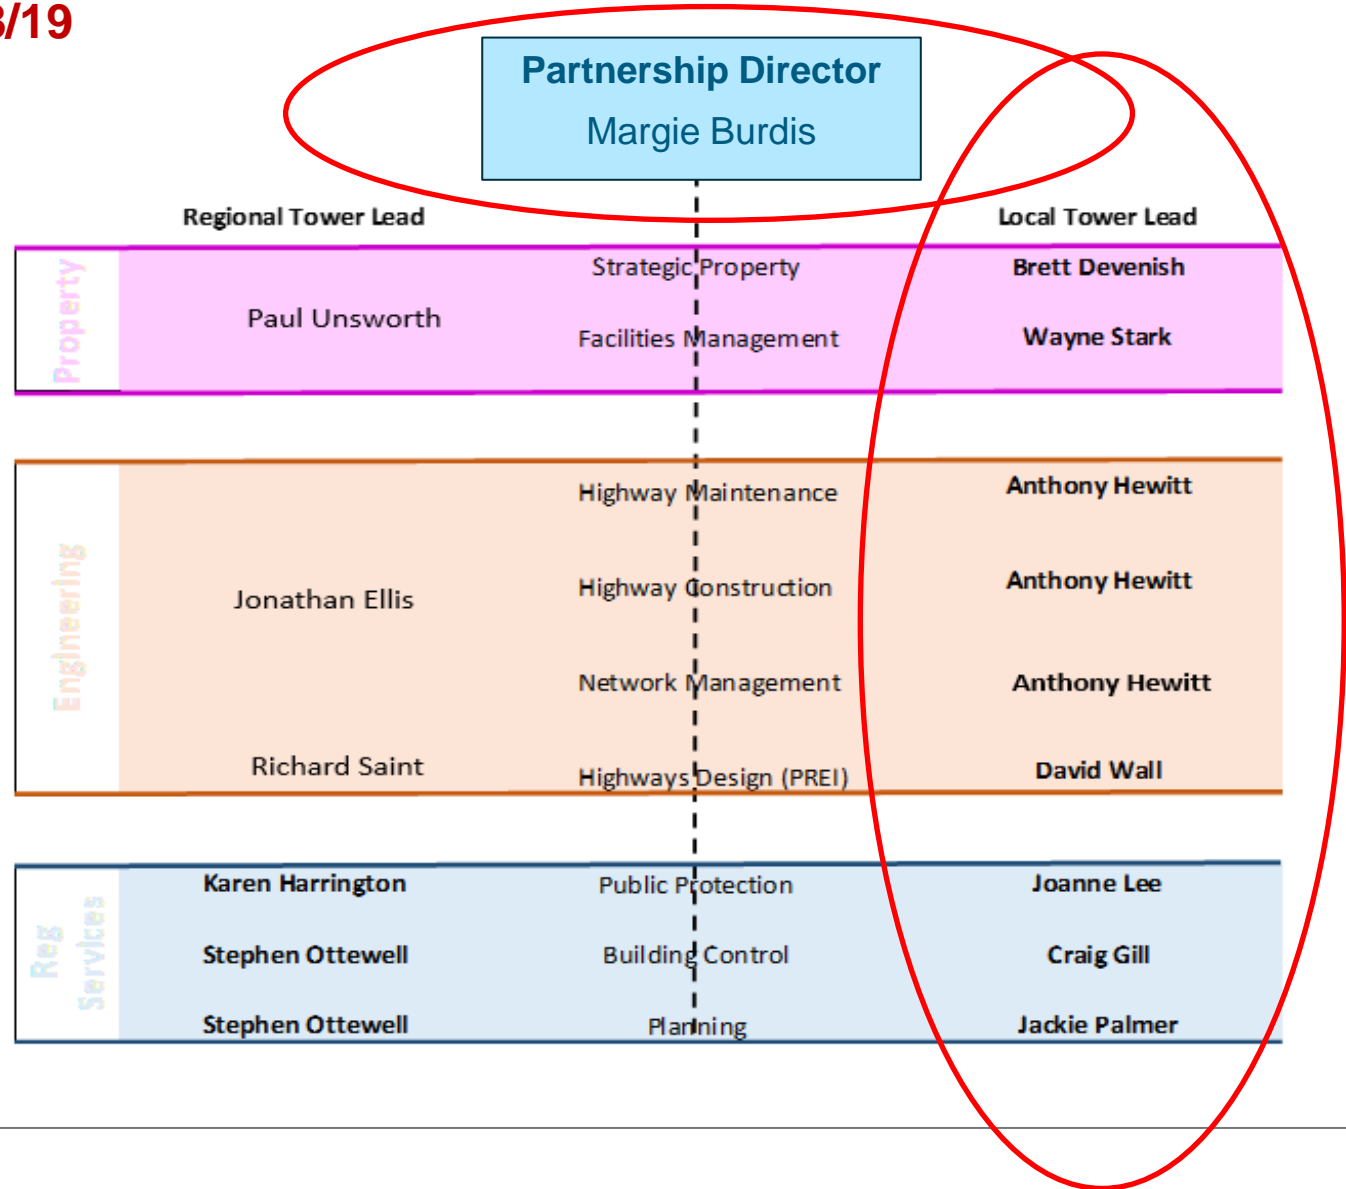 3/19
Partnership Director
Margie Burdis
Regional Tower Lead
Local Tower Lead
Property
Paul Unsworth
Strategic Property
Brett Devenish
Facilities Management
Wayne Stark
Engineering
Jonathan Ellis
Highway Maintenance
Anthony Hewitt
Highway Construction
Anthony Hewitt
Network Management
Anthony Hewitt
Richard Saint
Highways Design (PREI)
David Wall
Reg
Services
Karen Harrington
Public Protection
Joanne Lee
Stephen Ottewell
Building Control
Craig Gill
Stephen Ottewell
Planning
Jackie Palmer